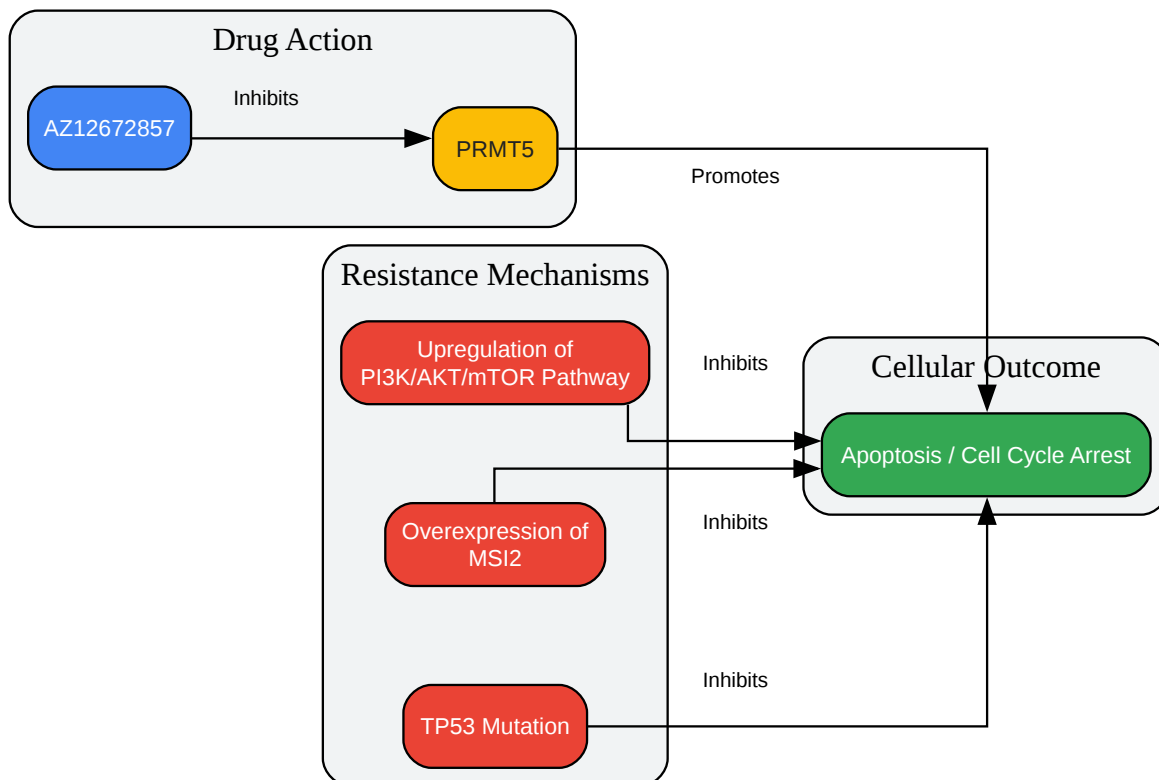 Drug Action
AZ12672857
Inhibits
PRMT5
Promotes
Resistance Mechanisms
Upregulation of
PI3K/AKT/mTOR Pathway
Inhibits
Cellular Outcome
Apoptosis / Cell Cycle Arrest
Overexpression of
MSI2
Inhibits
TP53 Mutation
Inhibits